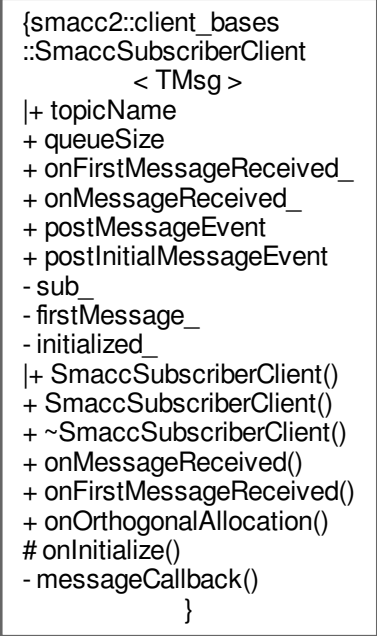 {smacc2::client_bases
::SmaccSubscriberClient
< TMsg >
|+ topicName
+ queueSize
+ onFirstMessageReceived_
+ onMessageReceived_
+ postMessageEvent
+ postInitialMessageEvent
- sub_
- firstMessage_
- initialized_
|+ SmaccSubscriberClient()
+ SmaccSubscriberClient()
+ ~SmaccSubscriberClient()
+ onMessageReceived()
+ onFirstMessageReceived()
+ onOrthogonalAllocation()
# onInitialize()
- messageCallback()
}